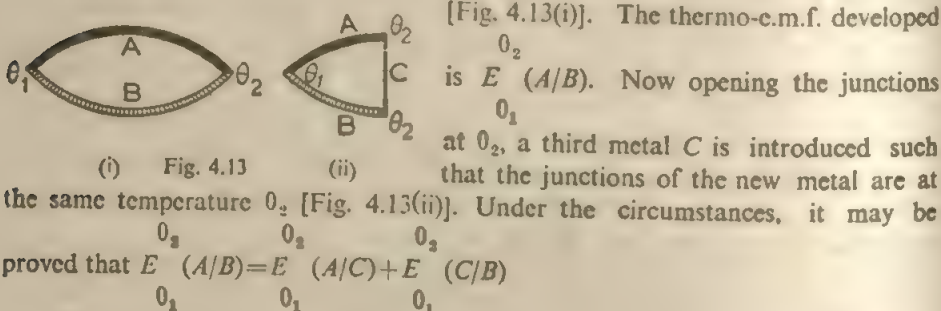 A
θ₁
θ₂
B
A
θ₂
θ₁
C
B
θ₂
(i) Fig. 4.13 (ii)
[Fig. 4.13(i)]. The thermo-e.m.f. developed
θ₂
is E (A/B). Now opening the junctions
θ₁
at θ₂, a third metal C is introduced such
that the junctions of the new metal are at
the same temperature θ₂ [Fig. 4.13(ii)]. Under the circumstances, it may be
θ₂ θ₂ θ₂
proved that E (A/B)=E (A/C)+E (C/B)
θ₁ θ₁ θ₁